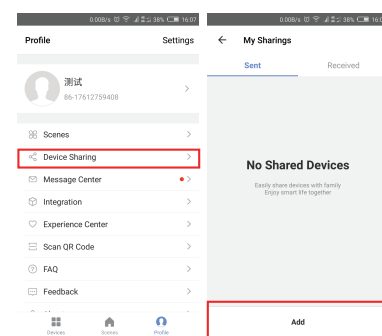 0.00B/s 38% 16:07
Profile Settings
测试
86-17612759408
Scenes
Device Sharing
Message Center
Integration
Experience Center
Scan QR Code
FAQ
Feedback
Devices Scenes Profile
0.00B/s 38% 16:0
My Sharings
Sent Received
No Shared Devices
Easily share devices with family
Enjoy smart life together
Add